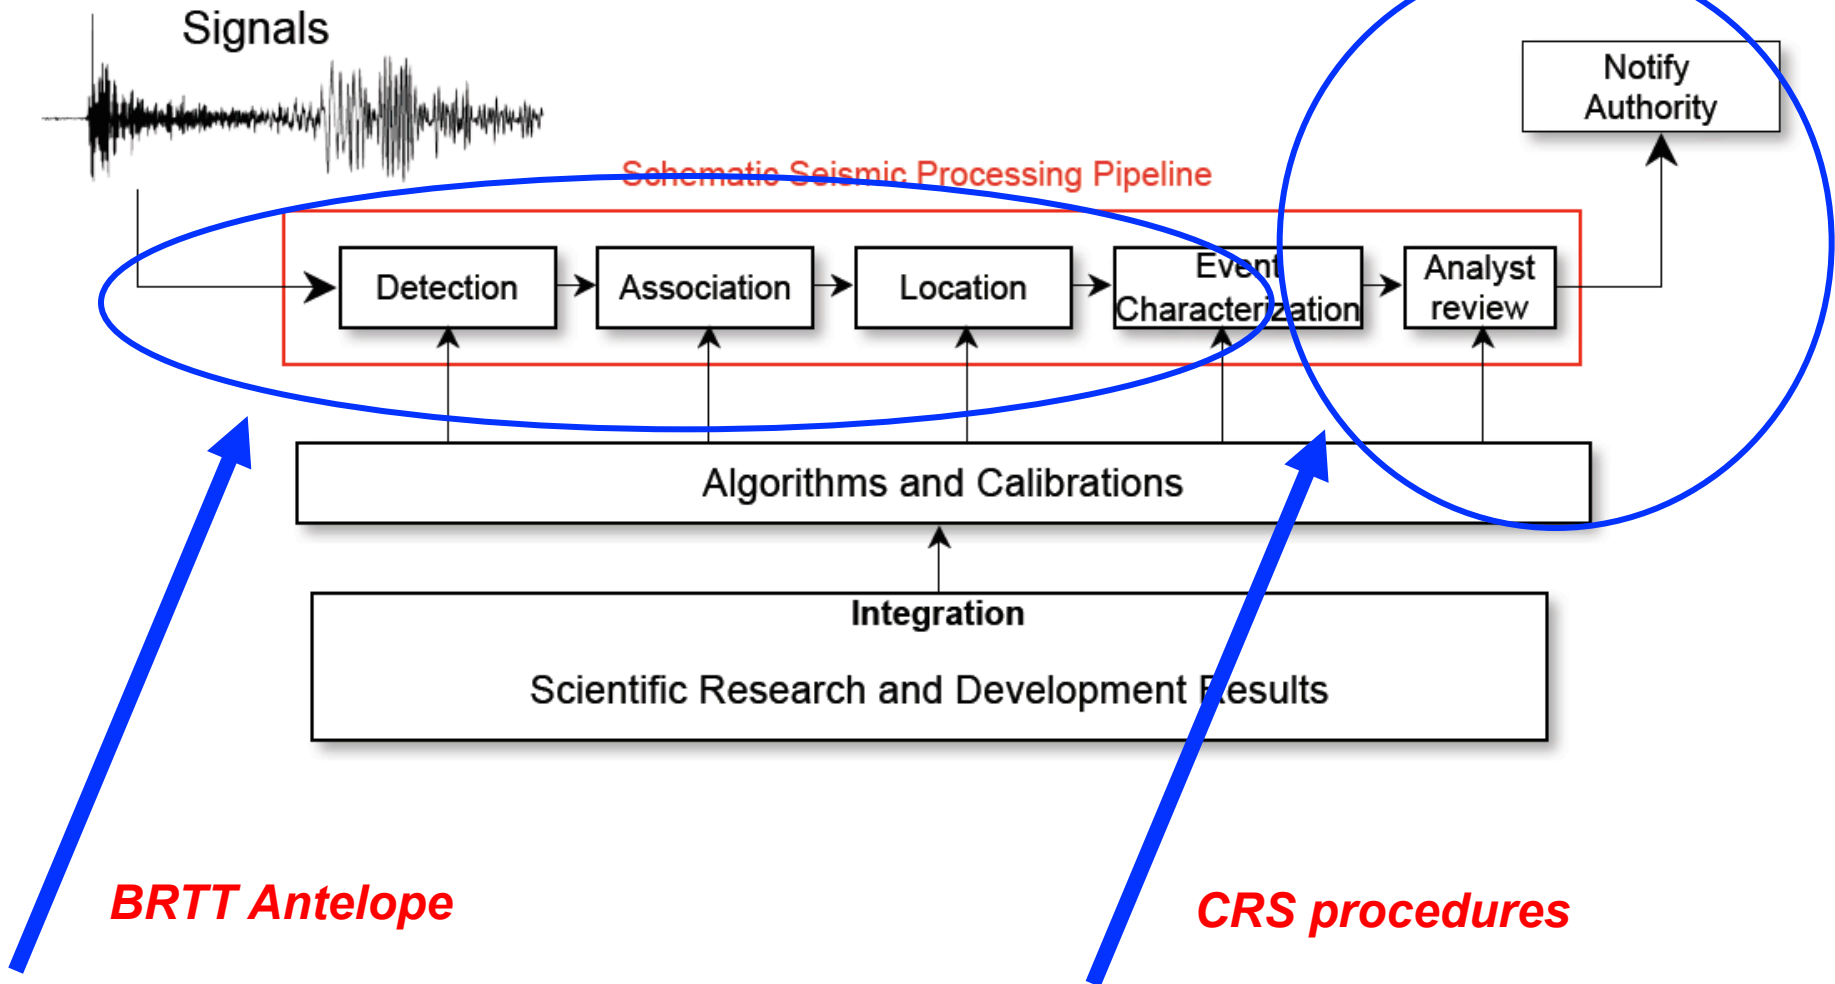 Signals
Notify
Authority
Schematic Seismic Processing Pipeline
Detection
Association
Location
Event
Characterization
Analyst
review
Algorithms and Calibrations
Integration
Scientific Research and Development Results
BRTT Antelope
CRS procedures